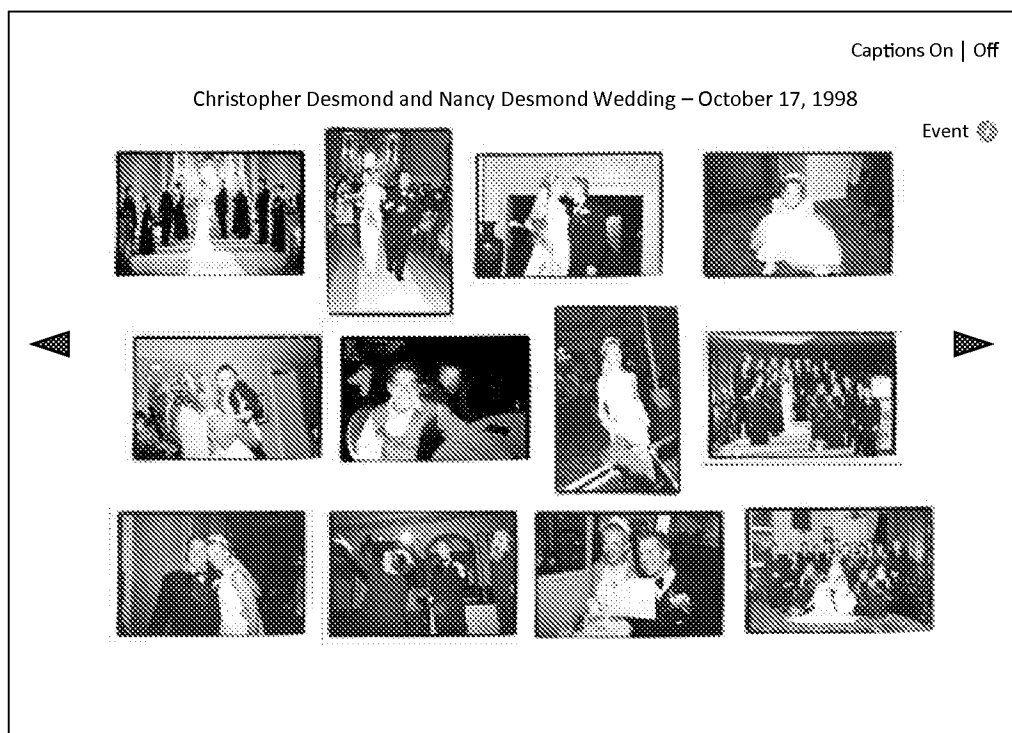 Captions On | Off
Christopher Desmond and Nancy Desmond Wedding – October 17, 1998
Event